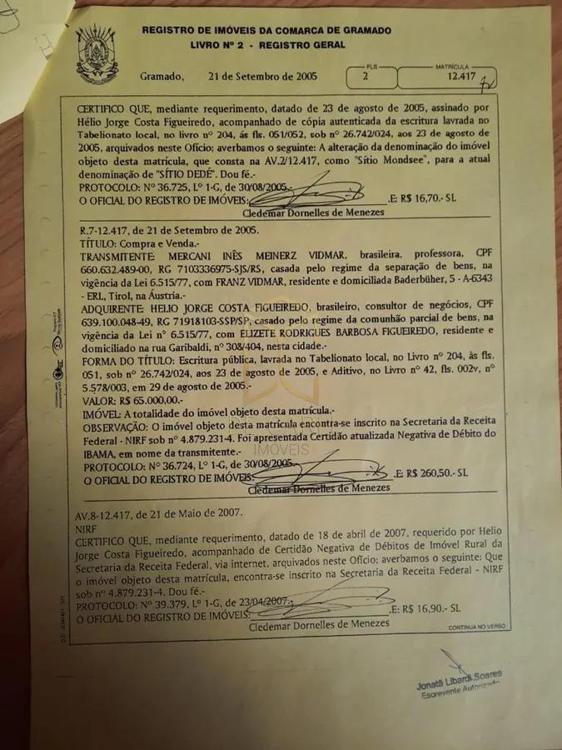 REGISTRO DE IMÓVEIS DA COMARCA DE GRAMADO
LIVRO Nº 2 - REGISTRO GERAL
Gramado, 21 de Setembro de 2005
FLS
2
MATRÍCULA
12.417
CERTIFICO QUE, mediante requerimento, datado de 23 de agosto de 2005, assinado por
Hélio Jorge Costa Figueiredo, acompanhado de cópia autenticada da escritura lavrada no
Tabelionato local, no livro nº 204, às fls. 051/052, sob nº 26.742/024, aos 23 de agosto de
2005, arquivados neste Ofício; averbamos o seguinte: A alteração da denominação do imóvel
objeto desta matrícula, que consta na AV.2/12.417, como "Sítio Mondsee", para a atual
denominação de "SÍTIO DEDÉ". Dou fé.-
PROTOCOLO: Nº 36.725, Lº 1-G, de 30/08/2005.-
O OFICIAL DO REGISTRO DE IMÓVEIS: .E: R$ 16,70.- SL
Cledemar Dornelles de Menezes
R.7-12.417, de 21 de Setembro de 2005.
TÍTULO: Compra e Venda.-
TRANSMITENTE: MERCANI INÊS MEINERZ VIDMAR, brasileira, professora, CPF
660.632.489-00, RG 7103336975-SJS/RS, casada pelo regime da separação de bens, na
vigência da Lei 6.515/77, com FRANZ VIDMAR, residente e domiciliada Baderbüher, 5 - A-6343
- ERL, Tirol, na Áustria.-
ADQUIRENTE: HELIO JORGE COSTA FIGUEIREDO, brasileiro, consultor de negócios, CPF
639.100.048-49, RG 71918103-SSP/SP, casado pelo regime da comunhão parcial de bens, na
vigência da Lei nº 6.515/77, com ELIZETE RODRIGUES BARBOSA FIGUEIREDO, residente e
domiciliado na rua Garibaldi, nº 308/404, nesta cidade.-
FORMA DO TÍTULO: Escritura pública, lavrada no Tabelionato local, no Livro nº 204, às fls.
051, sob nº 26.742/024, aos 23 de agosto de 2005, e Aditivo, no Livro nº 42, fls. 002v, nº
5.578/003, em 29 de agosto de 2005.-
VALOR: R$ 65.000,00.-
IMÓVEL: A totalidade do imóvel objeto desta matrícula.-
OBSERVAÇÃO: O imóvel objeto desta matrícula encontra-se inscrito na Secretaria da Receita
Federal - NIRF sob nº 4.879.231-4. Foi apresentada Certidão atualizada Negativa de Débito do
IBAMA, em nome da transmitente.-
IMÓVEIS
PROTOCOLO: Nº 36.724, Lº 1-G, de 30/08/2005.
O OFICIAL DO REGISTRO DE IMÓVEIS: .E: R$ 260,50.- SL
Cledemar Dornelles de Menezes
AV.8-12.417, de 21 de Maio de 2007.
NIRF
CERTIFICO QUE, mediante requerimento, datado de 18 de abril de 2007, requerido por Helio
Jorge Costa Figueiredo, acompanhado de Certidão Negativa de Débitos de Imóvel Rural da
Secretaria da Receita Federal, via internet, arquivados neste Ofício; averbamos o seguinte: Que
o imóvel objeto desta matrícula, encontra-se inscrito na Secretaria da Receita Federal - NIRF
sob nº 4.879.231-4. Dou fé.-
PROTOCOLO: Nº 39.379, Lº 1-G, de 23/04/2007.-
O OFICIAL DO REGISTRO DE IMÓVEIS: .E: R$ 16,90.- SL
Cledemar Dornelles de Menezes
CONTINUA NO VERSO
Jonatã Libardi Soares
Escrevente Autorizado